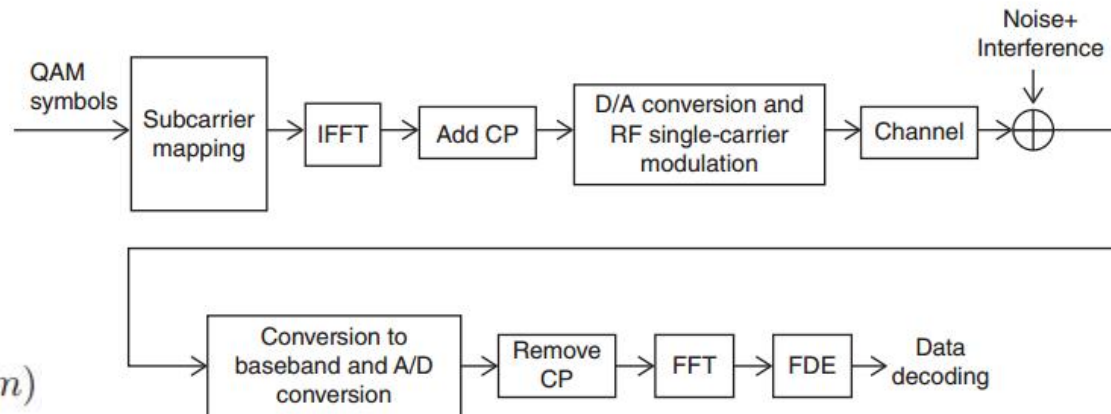 Noise+
Interference
QAM
symbols
Subcarrier
mapping
IFFT
Add CP
D/A conversion and
RF single-carrier
modulation
Channel
Conversion to
baseband and A/D
conversion
Remove
CP
FFT
FDE
Data
decoding
n)